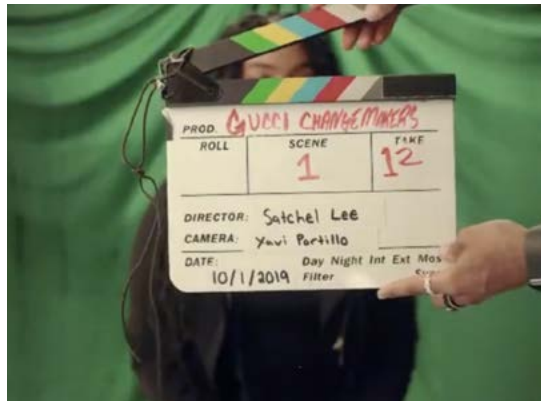 PROD. GUCCI CHANGEMAKERS
ROLL SCENE TAKE
1 12
DIRECTOR: Satchel Lee
CAMERA: Xavi Portillo
DATE: Day Night Int Ext Mos
10/1/2019 Filter